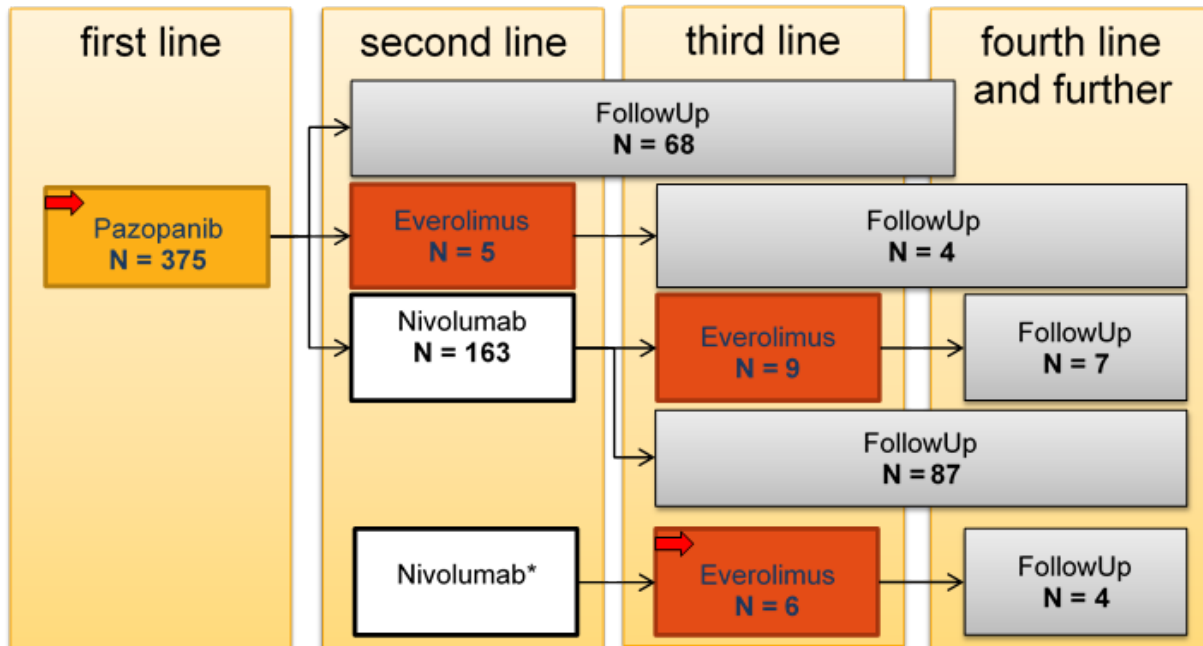 first line
second line
third line
fourth line
and further
FollowUp
N = 68
Pazopanib
N = 375
Everolimus
N = 5
FollowUp
N = 4
Nivolumab
N = 163
Everolimus
N = 9
FollowUp
N = 7
FollowUp
N = 87
Nivolumab*
Everolimus
N = 6
FollowUp
N = 4